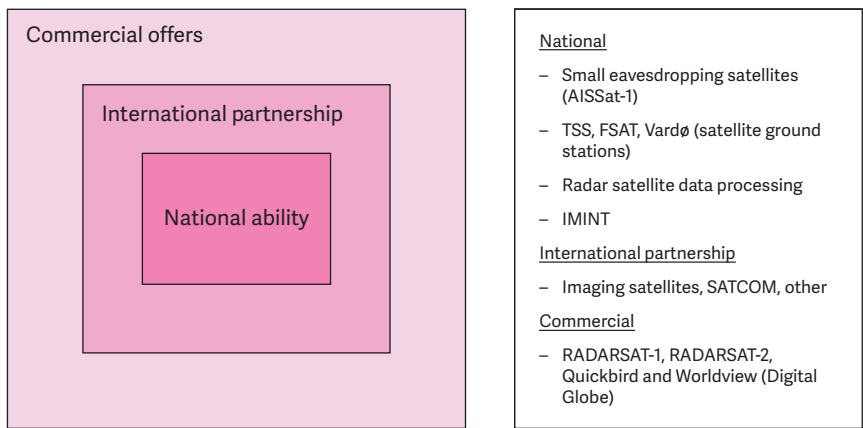 Commercial offers
International partnership
National ability
National
– Small eavesdropping satellites
(AISSat-1)
– TSS, FSAT, Vardø (satellite ground
stations)
– Radar satellite data processing
– IMINT
International partnership
– Imaging satellites, SATCOM, other
Commercial
– RADARSAT-1, RADARSAT-2,
Quickbird and Worldview (Digital
Globe)